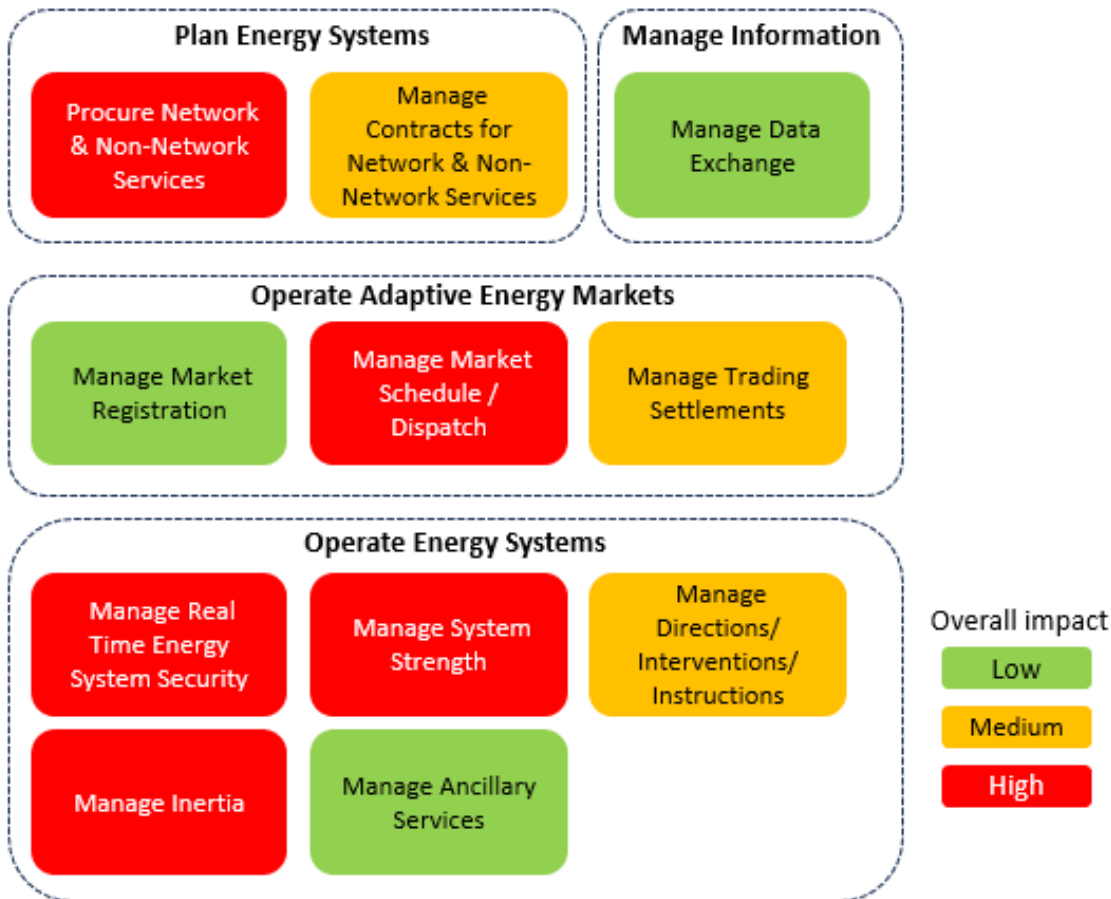 Plan Energy Systems
Procure Network
& Non-Network
Services
Manage
Contracts for
Network & Non-
Network Services
Manage Information
Manage Data
Exchange
Operate Adaptive Energy Markets
Manage Market
Registration
Manage Market
Schedule /
Dispatch
Manage Trading
Settlements
Operate Energy Systems
Manage Real
Time Energy
System Security
Manage System
Strength
Manage
Directions/
Interventions/
Instructions
Manage Inertia
Manage Ancillary
Services
Overall impact
Low
Medium
High